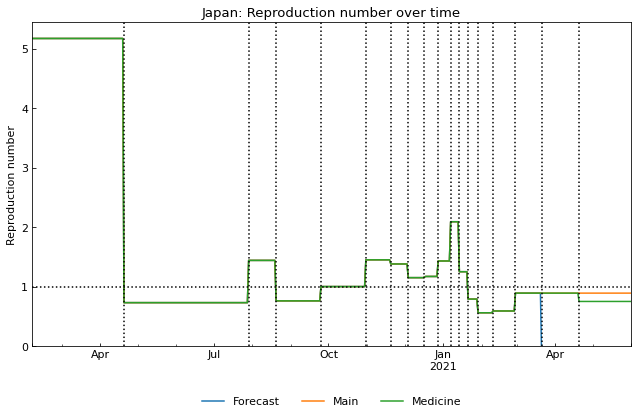 Japan: Reproduction number over time
Reproduction number
5
4
3
2
1
0
Apr Jul Oct Jan Apr
2021
Forecast Main Medicine